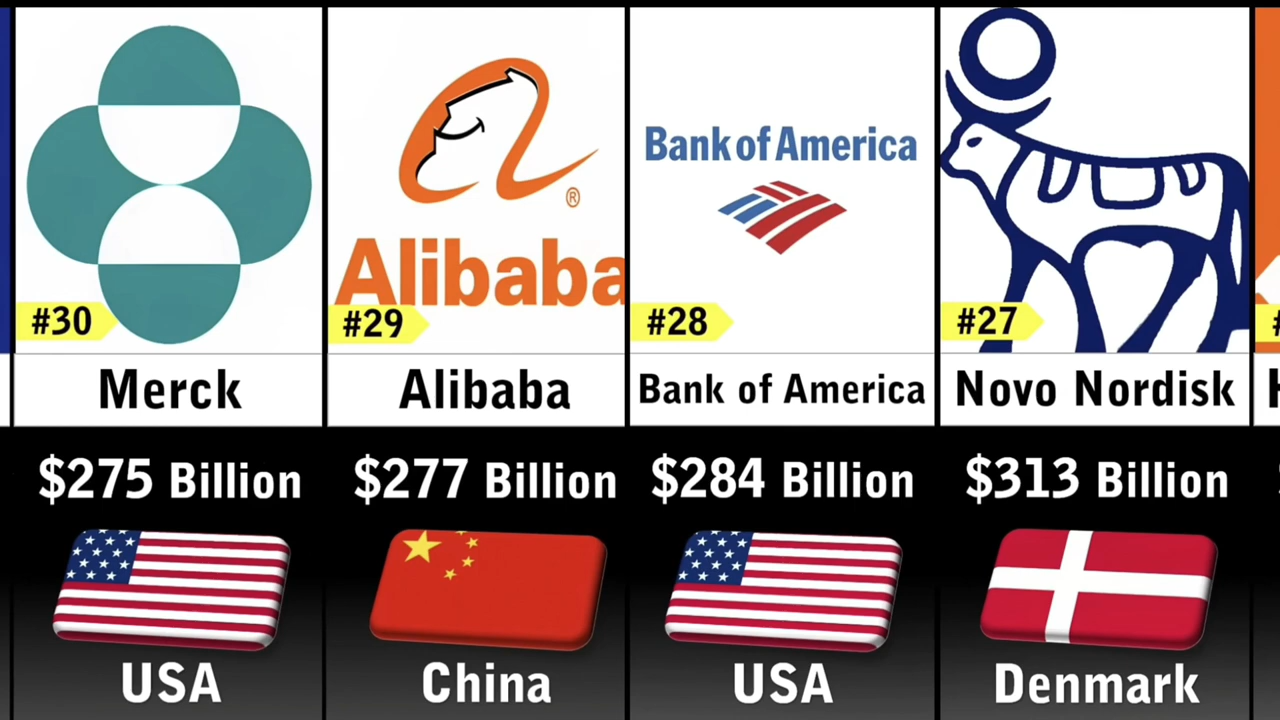 #30
Merck
$275 Billion
USA
®
Alibaba
#29
Alibaba
$277 Billion
China
Bank of America
#28
Bank of America
$284 Billion
USA
#27
Novo Nordisk
$313 Billion
Denmark
#